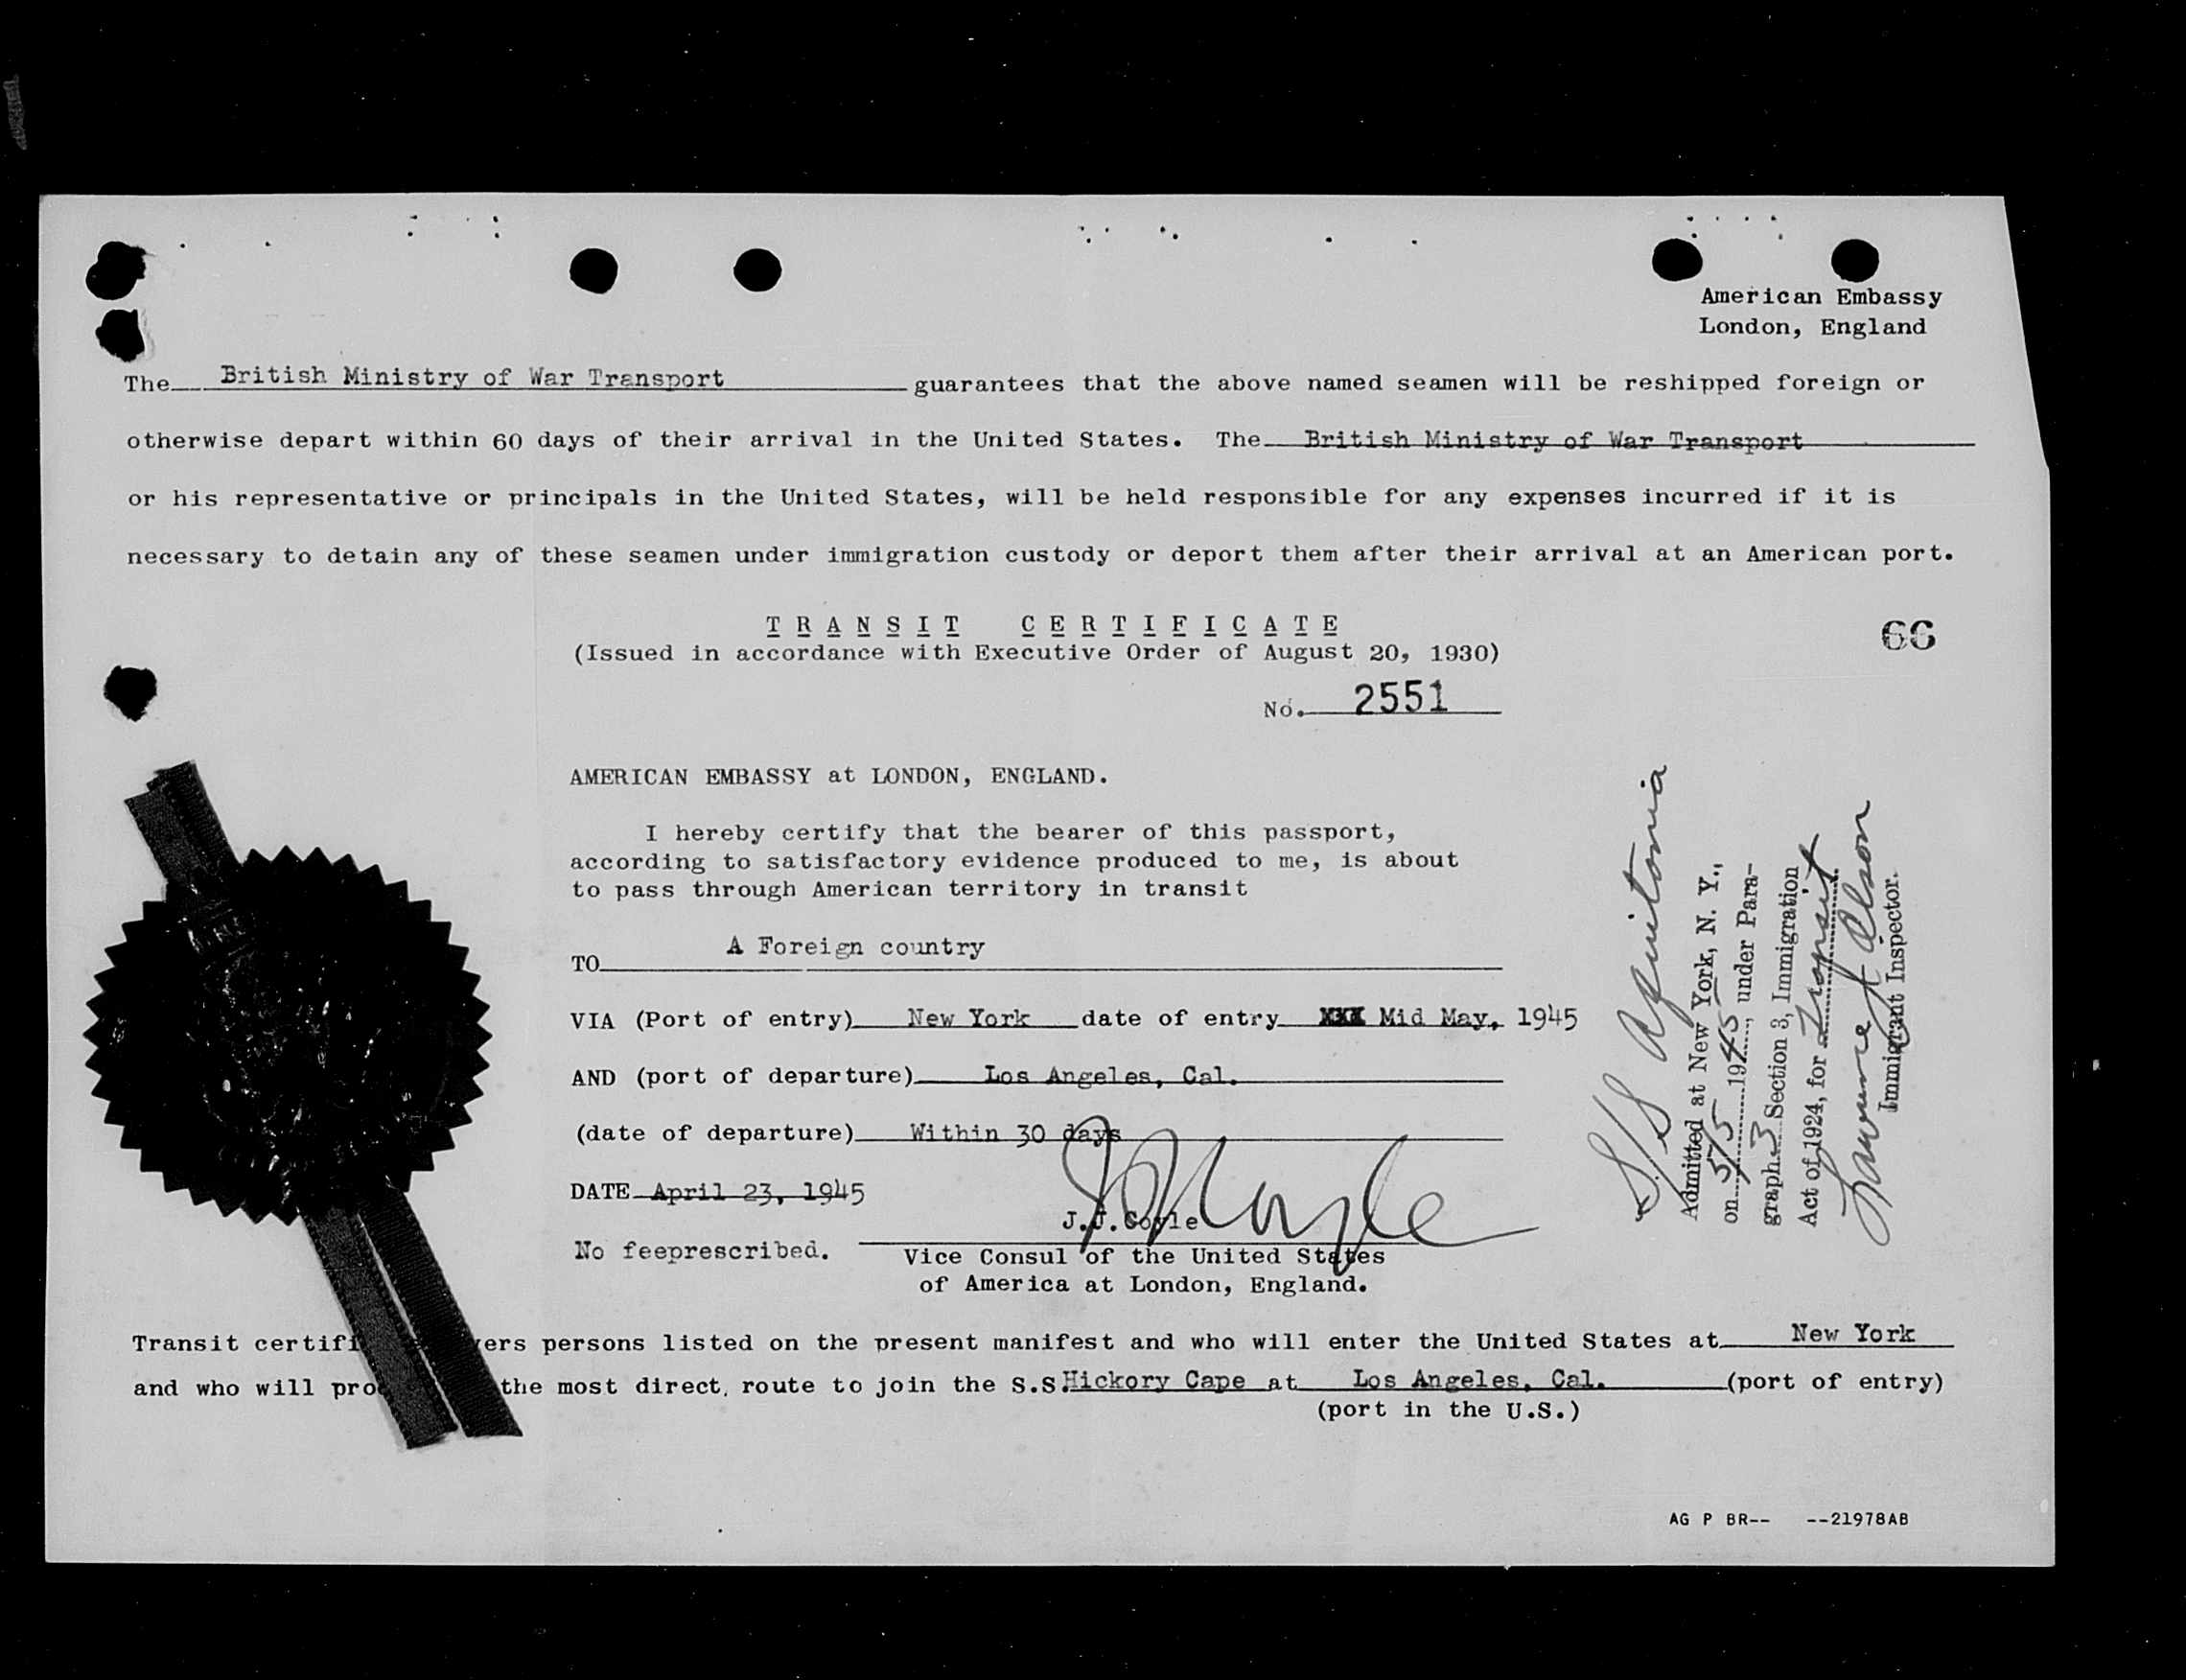 American Embassy
London, England
The British Ministry of War Transport guarantees that the above named seamen will be reshipped foreign or
otherwise depart within 60 days of their arrival in the United States. The British Ministry of War Transport
or his representative or principals in the United States, will be held responsible for any expenses incurred if it is
necessary to detain any of these seamen under immigration custody or deport them after their arrival at an American port.
TRANSIT CERTIFICATE
(Issued in accordance with Executive Order of August 20, 1930)
66
No. 2551
AMERICAN EMBASSY at LONDON, ENGLAND.
I hereby certify that the bearer of this passport,
according to satisfactory evidence produced to me, is about
to pass through American territory in transit
TO A Foreign country
VIA (Port of entry) New York date of entry XXX Mid May, 1945
AND (port of departure) Los Angeles, Cal.
(date of departure) Within 30 days
DATE April 23, 1945
J.J.Coyle
No feeprescribed.
Vice Consul of the United States
of America at London, England.
S/S Aquitania
Admitted at New York, N. Y.,
on 5/5 1945, under Para-
graph 3 Section 3, Immigration
Act of 1924, for Transit
Immigrant Inspector.
Transit certifi vers persons listed on the present manifest and who will enter the United States at New York
and who will pro the most direct route to join the S.S. Hickory Cape at Los Angeles, Cal. (port of entry)
(port in the U.S.)
AG P BR-- --21978AB